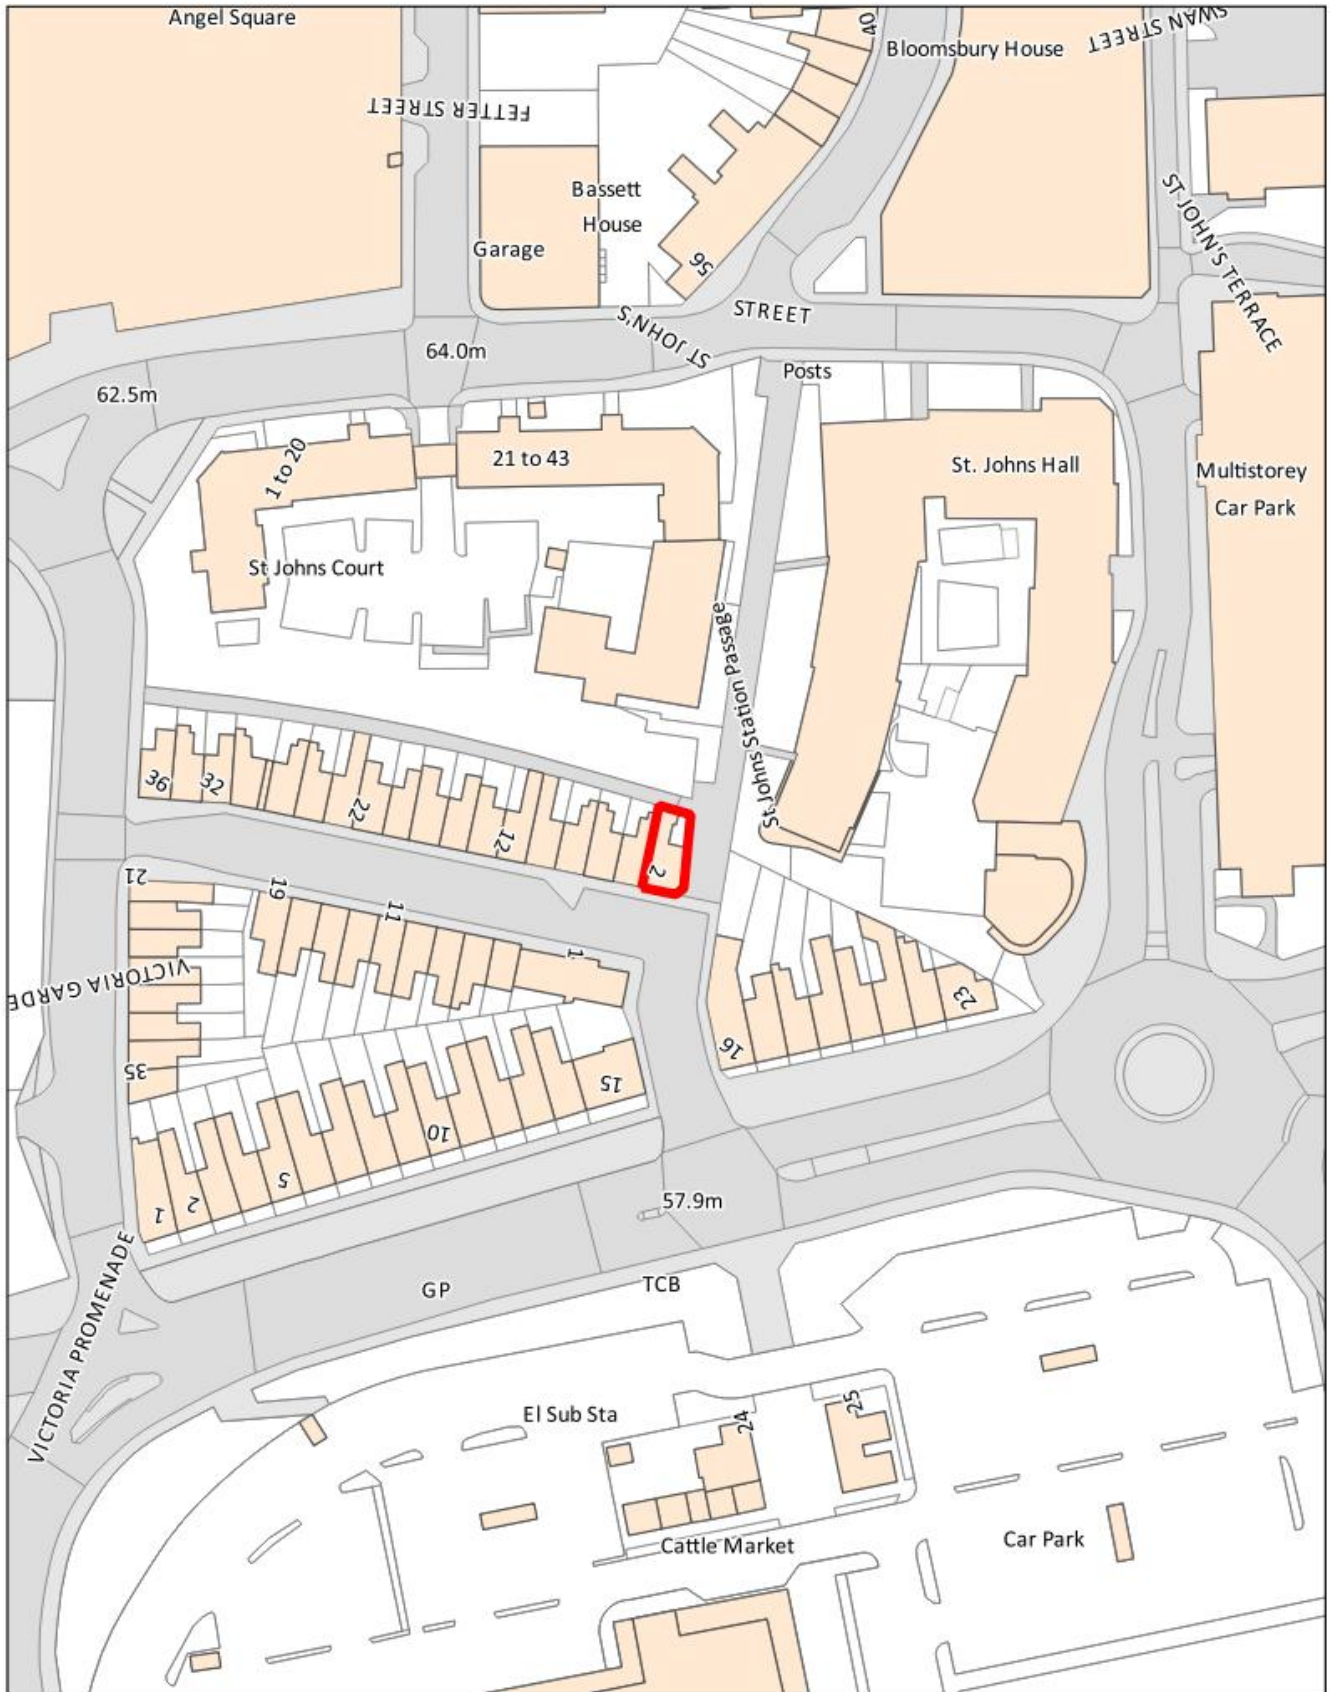 Angel Square
40
Bloomsbury House
SWAN STREET
FETTER STREET
Bassett
House
Garage
56
ST JOHN'S TERRACE
ST JOHN'S
STREET
64.0m
62.5m
Posts
1 to 20
21 to 43
St. Johns Hall
Multistorey
Car Park
St Johns Court
St Johns Station Passage
36
32
22
12
2
21
19
11
1
VICTORIA GARDE
16
23
35
15
10
5
2
1
57.9m
VICTORIA PROMENADE
GP
TCB
El Sub Sta
24
25
Cattle Market
Car Park